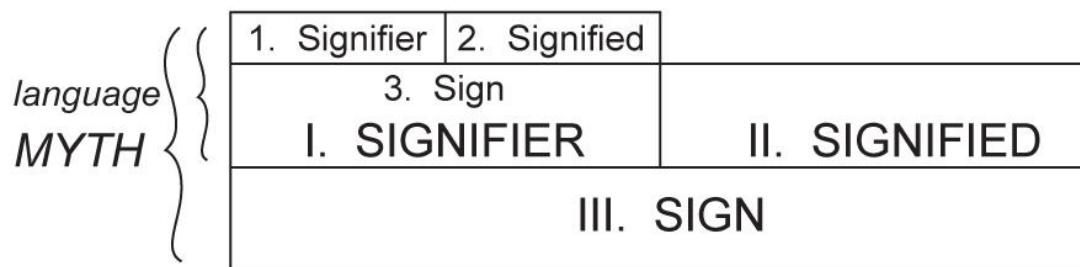 1. Signifier 2. Signified
language 3. Sign
MYTH I. SIGNIFIER II. SIGNIFIED
III. SIGN